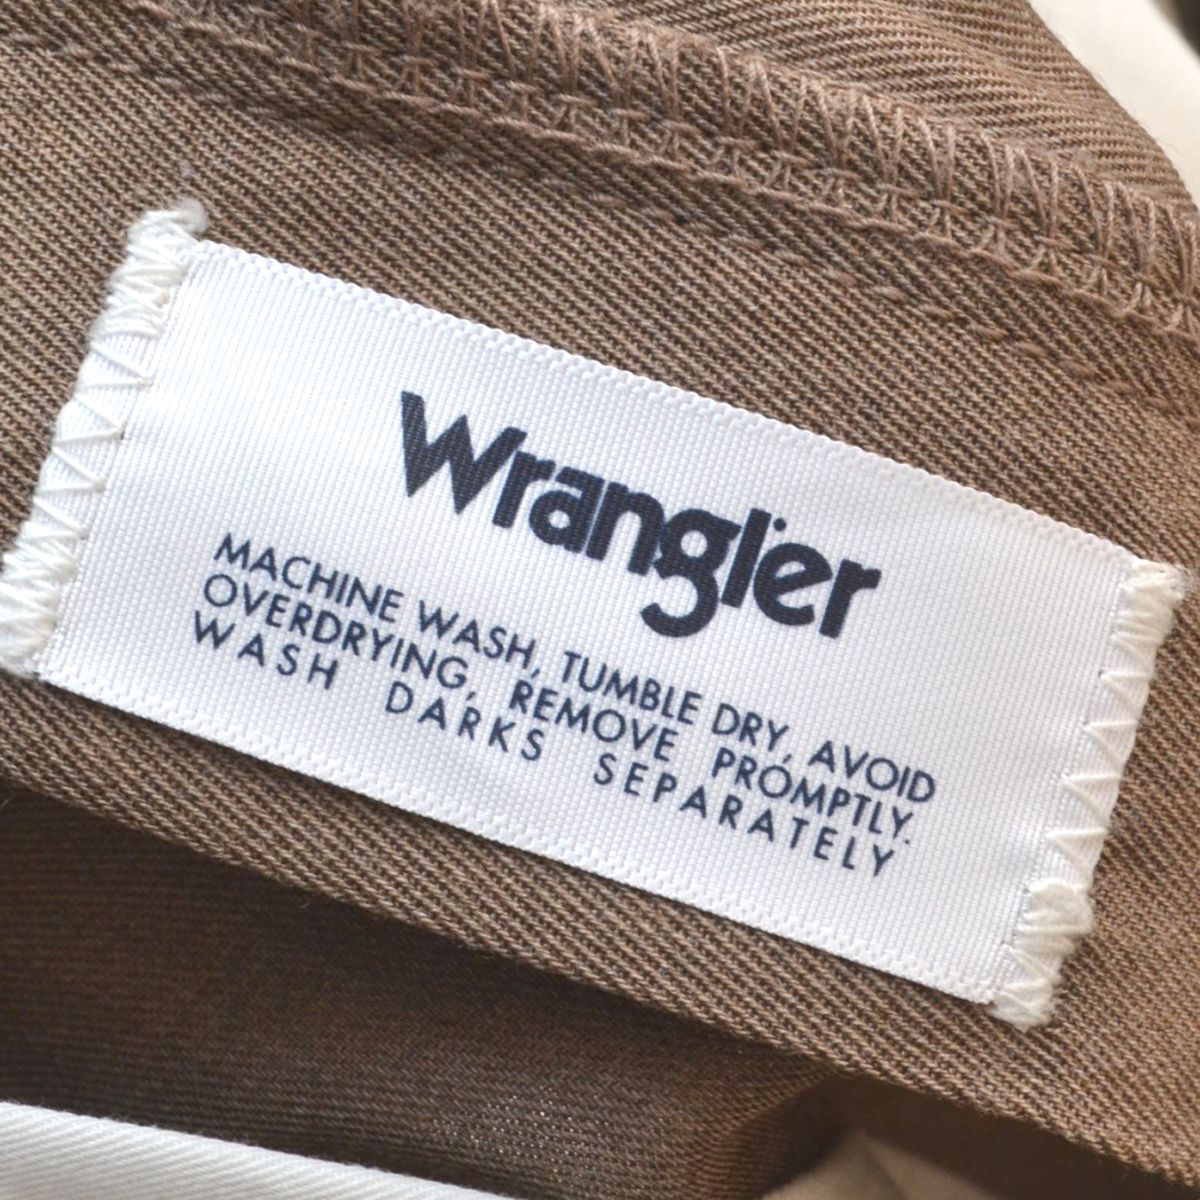 Wrangler
MACHINE WASH, TUMBLE DRY, AVOID
OVERDRYING, REMOVE PROMPTLY.
WASH DARKS SEPARATELY